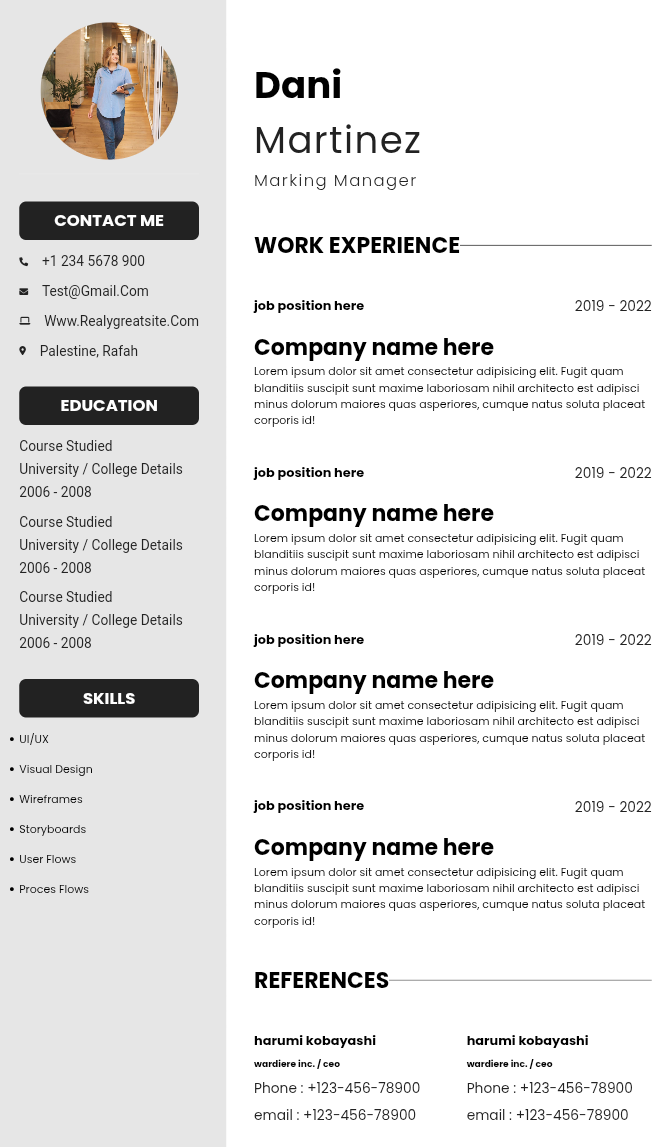 CONTACT ME
+1 234 5678 900
Test@Gmail.Com
Www.Realygreatsite.Com
Palestine, Rafah
EDUCATION
Course Studied
University / College Details
2006 - 2008
Course Studied
University / College Details
2006 - 2008
Course Studied
University / College Details
2006 - 2008
SKILLS
• UI/UX
• Visual Design
• Wireframes
• Storyboards
• User Flows
• Proces Flows
Dani
Martinez
Marking Manager
WORK EXPERIENCE
job position here 2019 - 2022
Company name here
Lorem ipsum dolor sit amet consectetur adipisicing elit. Fugit quam
blanditiis suscipit sunt maxime laboriosam nihil architecto est adipisci
minus dolorum maiores quas asperiores, cumque natus soluta placeat
corporis id!
job position here 2019 - 2022
Company name here
Lorem ipsum dolor sit amet consectetur adipisicing elit. Fugit quam
blanditiis suscipit sunt maxime laboriosam nihil architecto est adipisci
minus dolorum maiores quas asperiores, cumque natus soluta placeat
corporis id!
job position here 2019 - 2022
Company name here
Lorem ipsum dolor sit amet consectetur adipisicing elit. Fugit quam
blanditiis suscipit sunt maxime laboriosam nihil architecto est adipisci
minus dolorum maiores quas asperiores, cumque natus soluta placeat
corporis id!
job position here 2019 - 2022
Company name here
Lorem ipsum dolor sit amet consectetur adipisicing elit. Fugit quam
blanditiis suscipit sunt maxime laboriosam nihil architecto est adipisci
minus dolorum maiores quas asperiores, cumque natus soluta placeat
corporis id!
REFERENCES
harumi kobayashi
wardiere inc. / ceo
Phone : +123-456-78900
email : +123-456-78900
harumi kobayashi
wardiere inc. / ceo
Phone : +123-456-78900
email : +123-456-78900